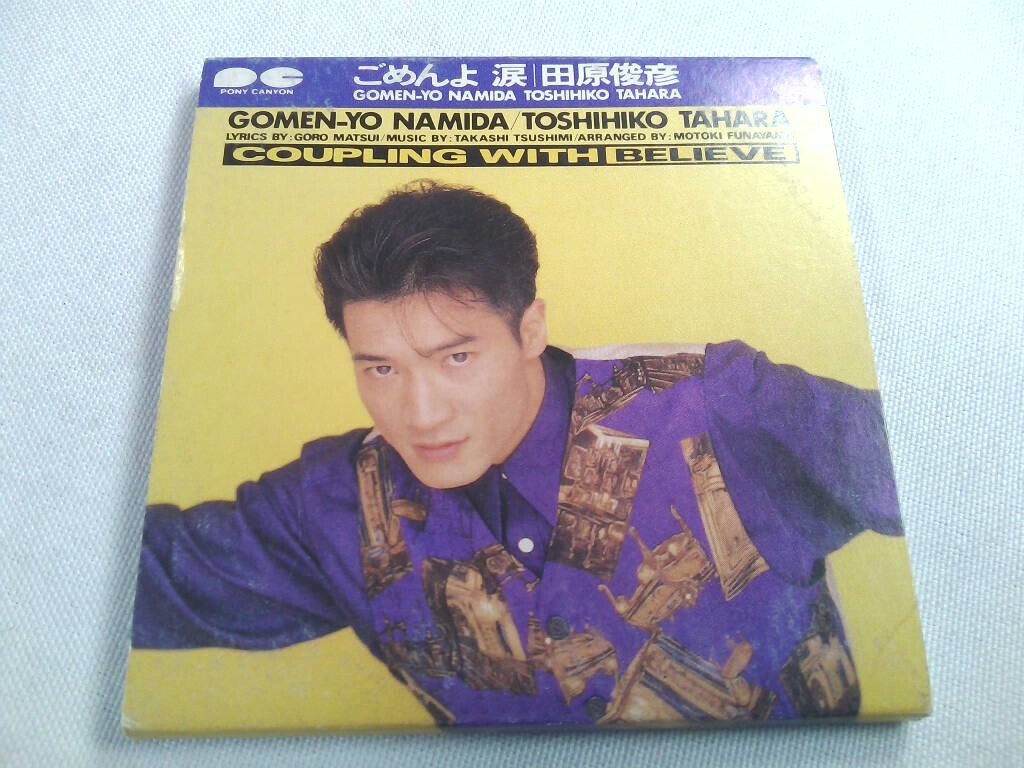 PONY CANYON
ごめんよ 涙|田原俊彦
GOMEN-YO NAMIDA TOSHIHIKO TAHARA
GOMEN-YO NAMIDA/TOSHIHIKO TAHARA
LYRICS BY:GORO MATSUI/MUSIC BY:TAKASHI TSUSHIMI/ARRANGED BY:MOTOKI FUNAYAMA
COUPLING WITH BELIEVE